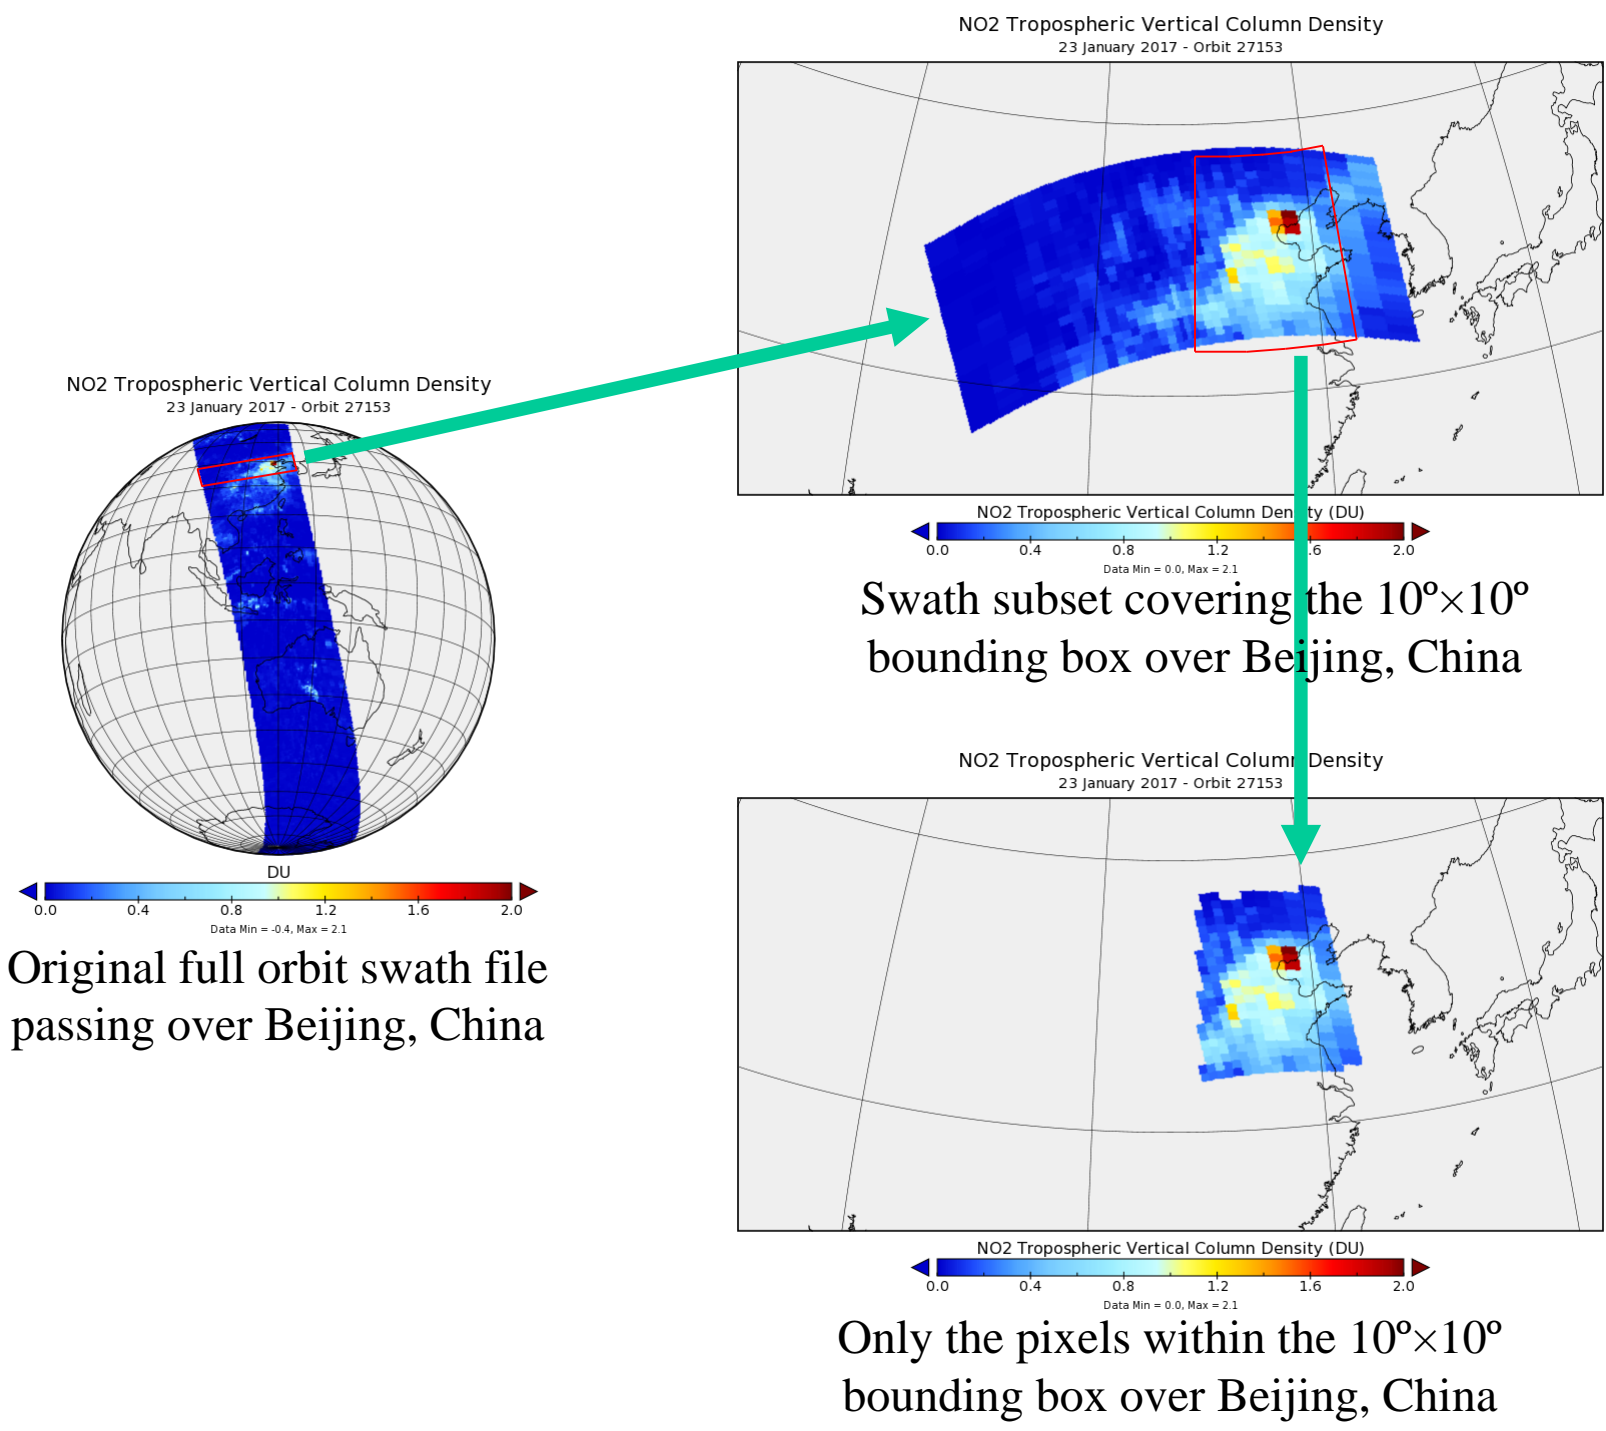 NO2 Tropospheric Vertical Column Density
23 January 2017 - Orbit 27153
DU
0.0 0.4 0.8 1.2 1.6 2.0
Data Min = -0.4, Max = 2.1
Original full orbit swath file
passing over Beijing, China
NO2 Tropospheric Vertical Column Density
23 January 2017 - Orbit 27153
NO2 Tropospheric Vertical Column Density (DU)
0.0 0.4 0.8 1.2 .6 2.0
Data Min = 0.0, Max = 2.1
Swath subset covering the 10º×10º
bounding box over Beijing, China
NO2 Tropospheric Vertical Column Density
23 January 2017 - Orbit 27153
NO2 Tropospheric Vertical Column Density (DU)
0.0 0.4 0.8 1.2 1.6 2.0
Data Min = 0.0, Max = 2.1
Only the pixels within the 10º×10º
bounding box over Beijing, China